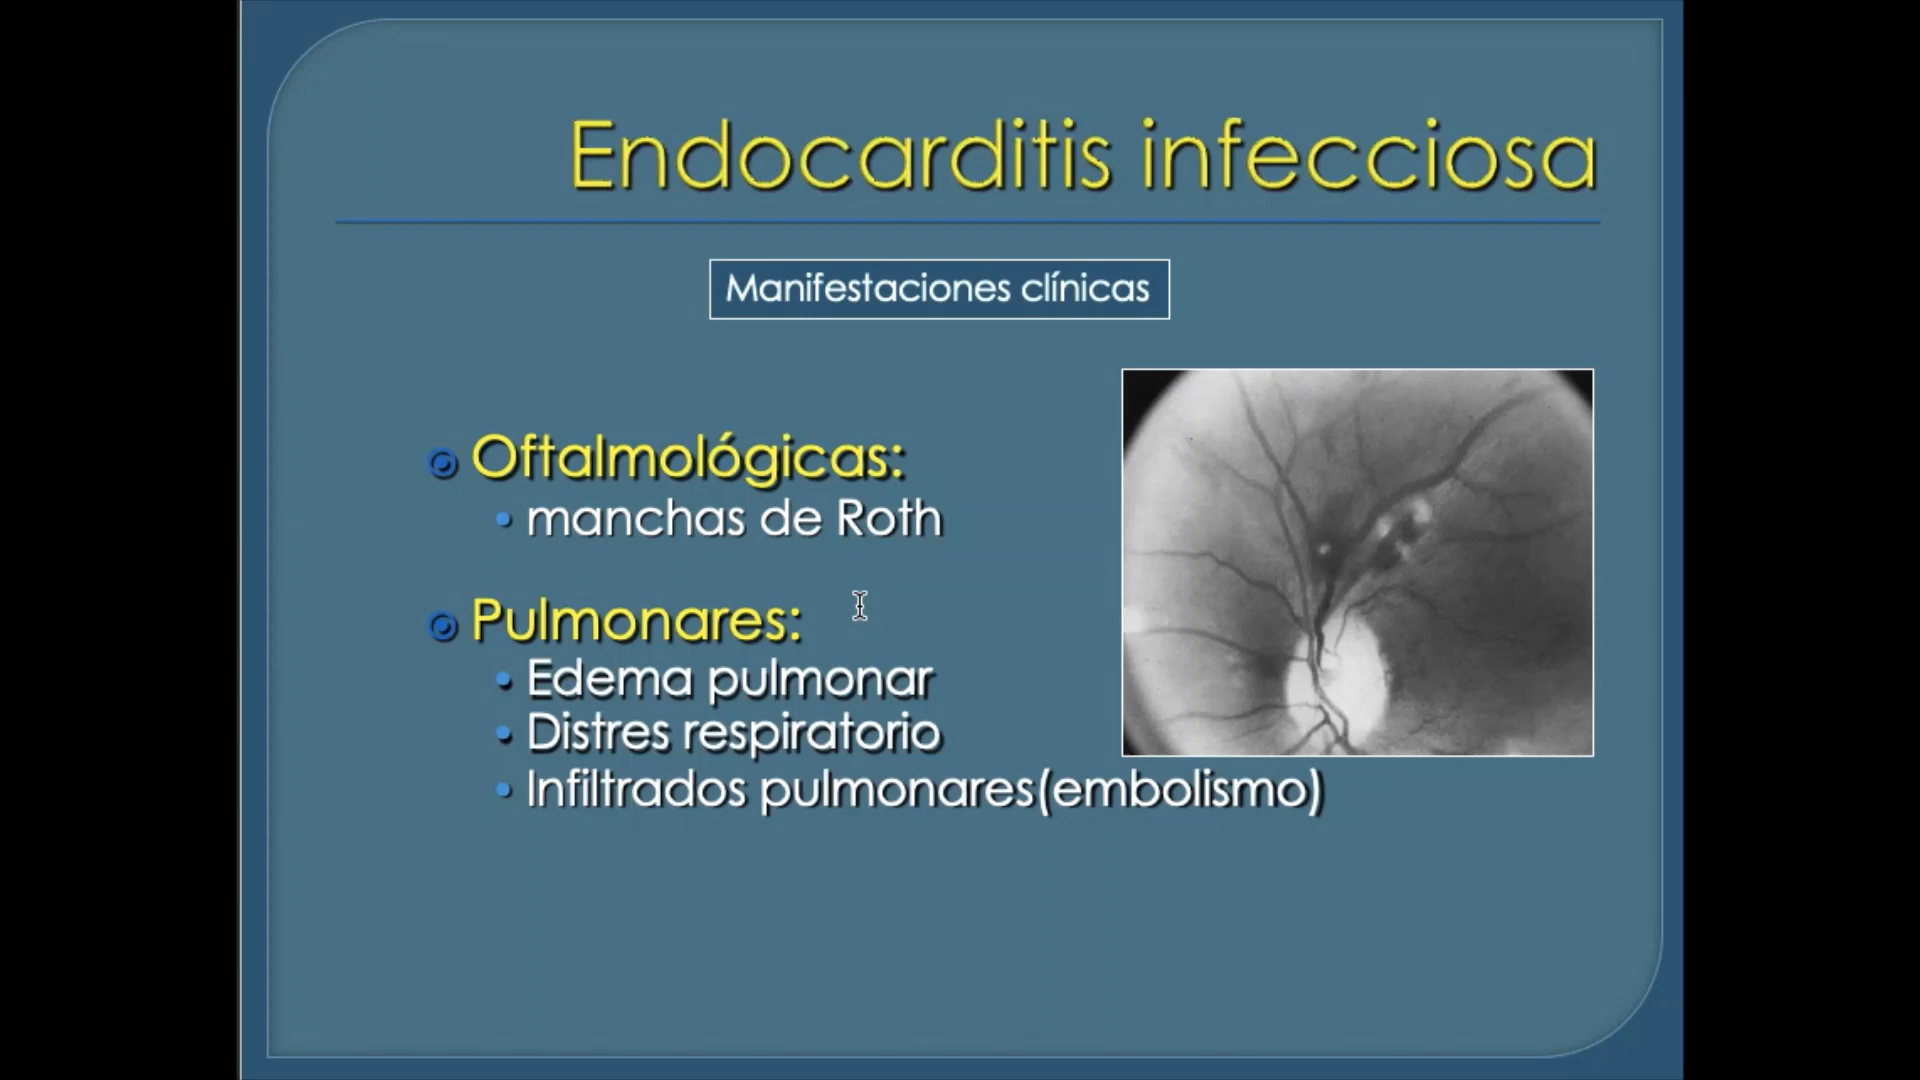 Endocarditis infecciosa
Manifestaciones clínicas
Oftalmológicas:
manchas de Roth
Pulmonares:
Edema pulmonar
Distres respiratorio
Infiltrados pulmonares(embolismo)